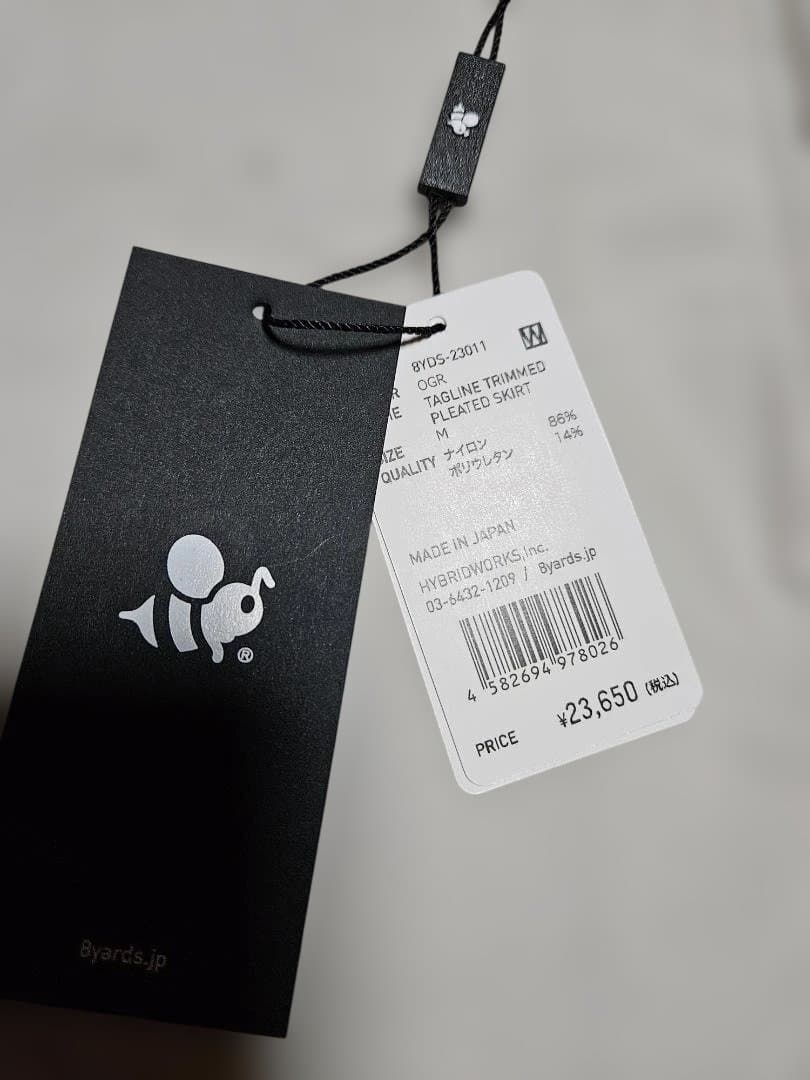 8YDS-23011
W
R OGR
ME TAGLINE TRIMMED
PLEATED SKIRT
SIZE M
QUALITY ナイロン 86%
ポリウレタン 14%
MADE IN JAPAN
HYBRIDWORKS,Inc.
03-6432-1209 / 8yards.jp
4 582694 978026
PRICE ¥23,650 (税込)
®
8yards.jp